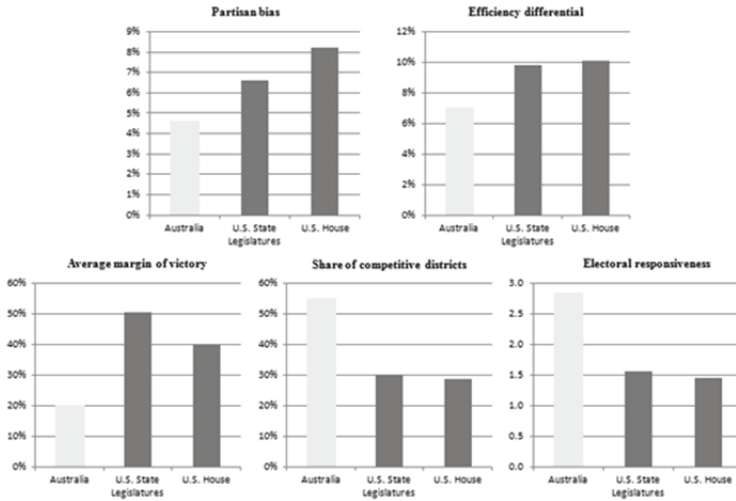 Partisan bias
9%
8%
7%
6%
5%
4%
3%
2%
1%
0%
Australia
U.S. State
Legislatures
U.S. House
Efficiency differential
12%
10%
8%
6%
4%
2%
0%
Australia
U.S. State
Legislatures
U.S. House
Average margin of victory
60%
50%
40%
30%
20%
10%
0%
Australia
U.S. State
Legislatures
U.S. House
Share of competitive districts
60%
50%
40%
30%
20%
10%
0%
Australia
U.S. State
Legislatures
U.S. House
Electoral responsiveness
3.0
2.5
2.0
1.5
1.0
0.5
0.0
Australia
U.S. State
Legislatures
U.S. House